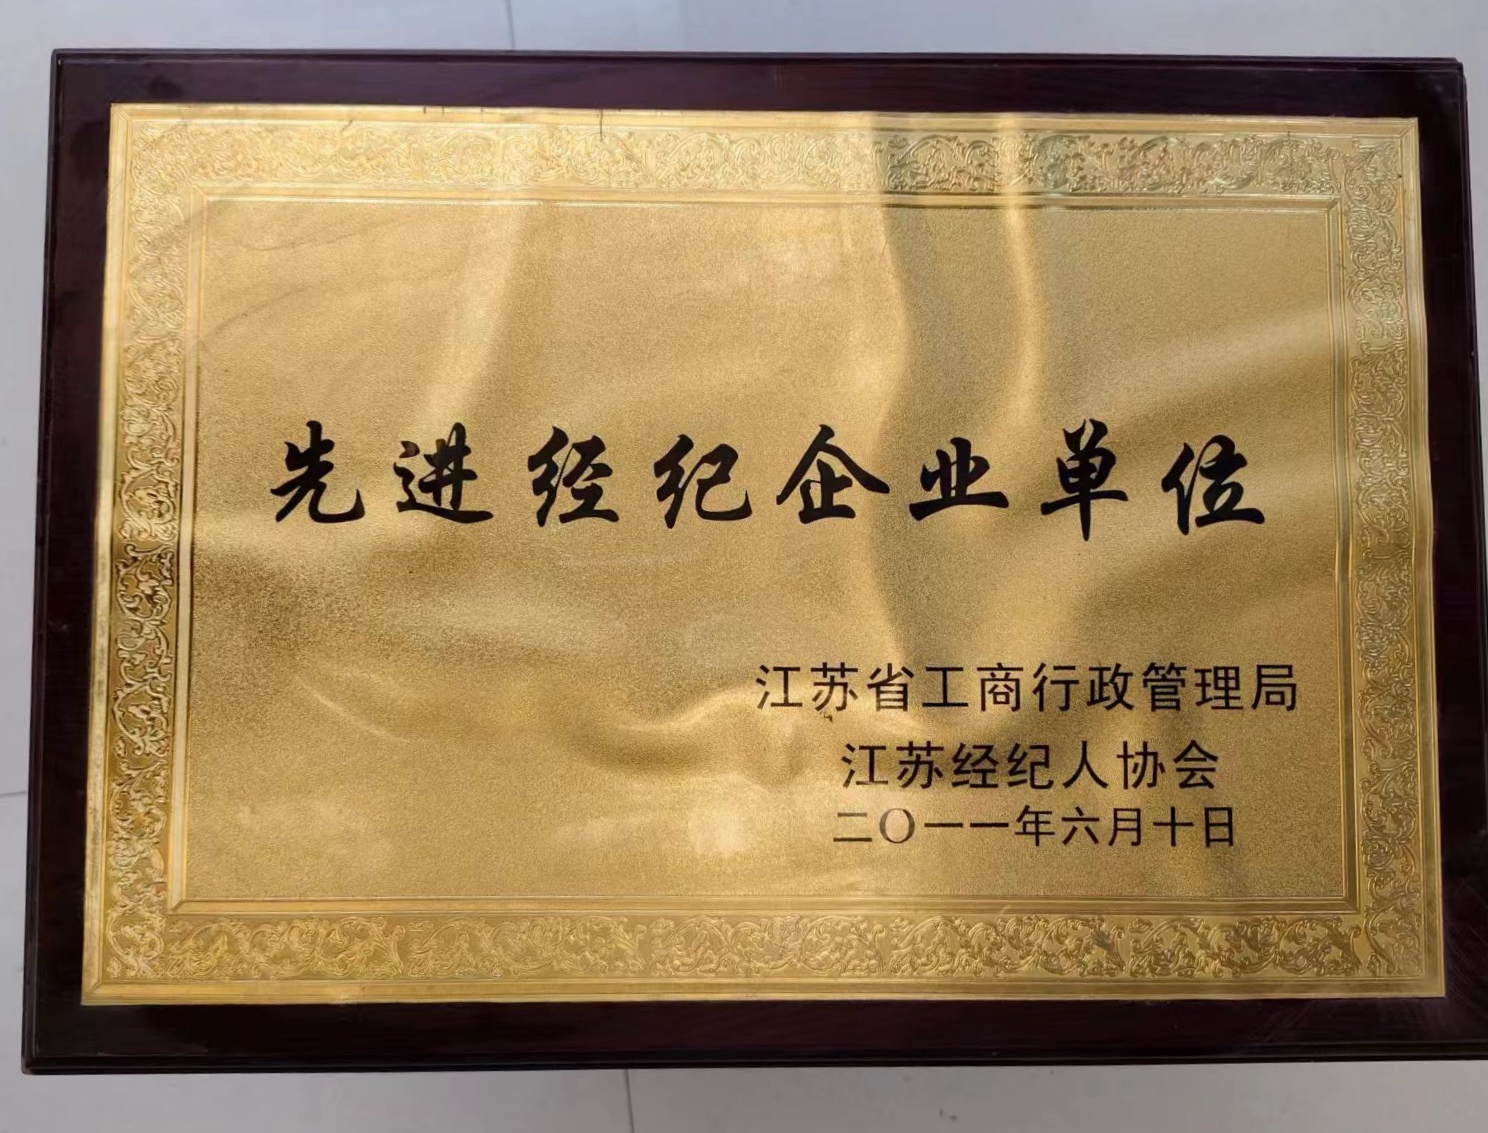 先进经纪企业单位
江苏省工商行政管理局
江苏经纪人协会
二〇一一年六月十日